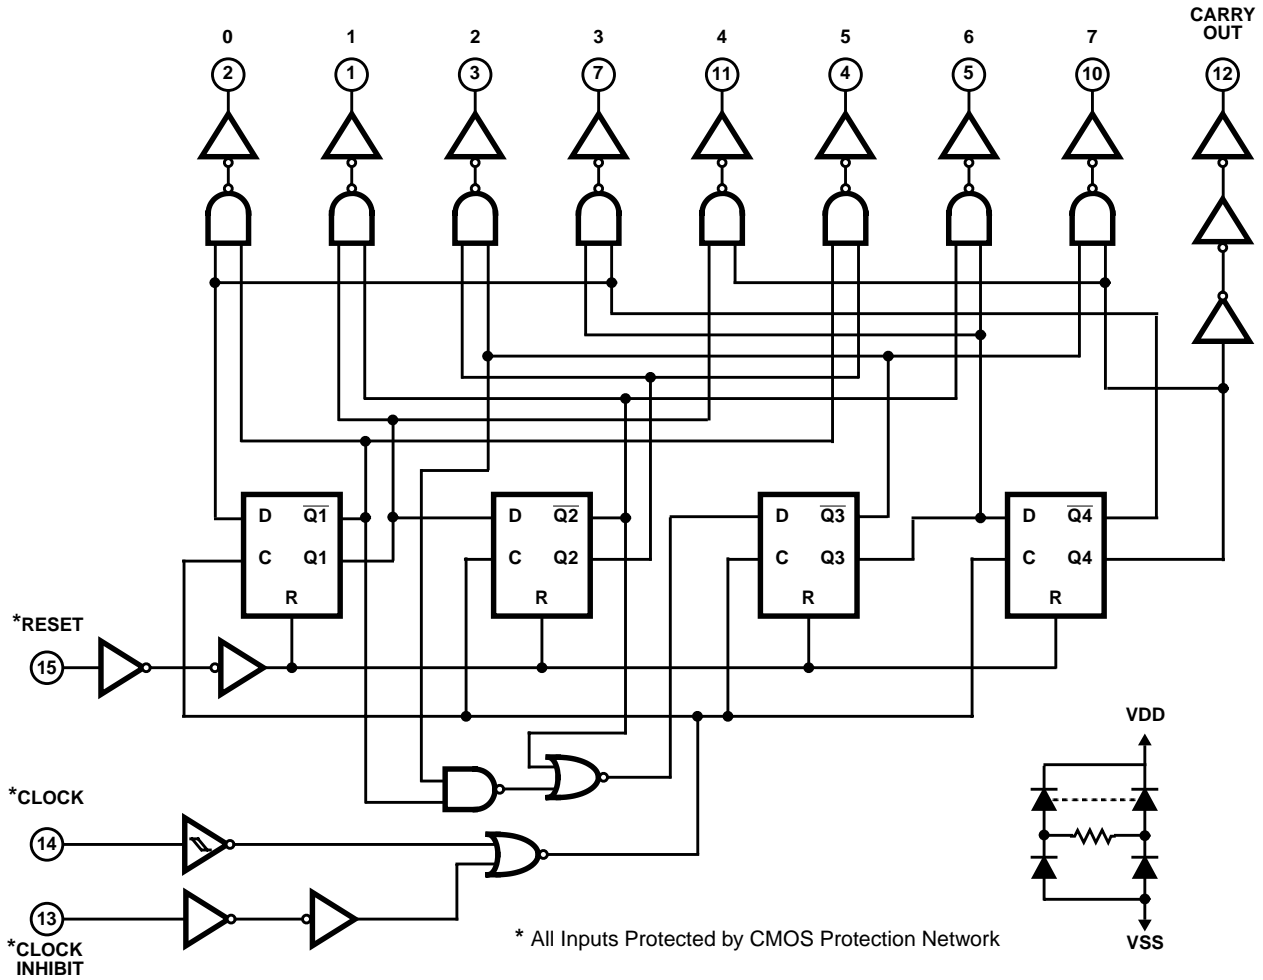 CARRY
OUT
0 1 2 3 4 5 6 7
2 1 3 7 11 4 5 10 12
D Q1 D Q2 D Q3 D Q4
C Q1 C Q2 C Q3 C Q4
R R R R
*RESET
15
VDD
*CLOCK
14
13
*CLOCK
INHIBIT
* All Inputs Protected by CMOS Protection Network
VSS